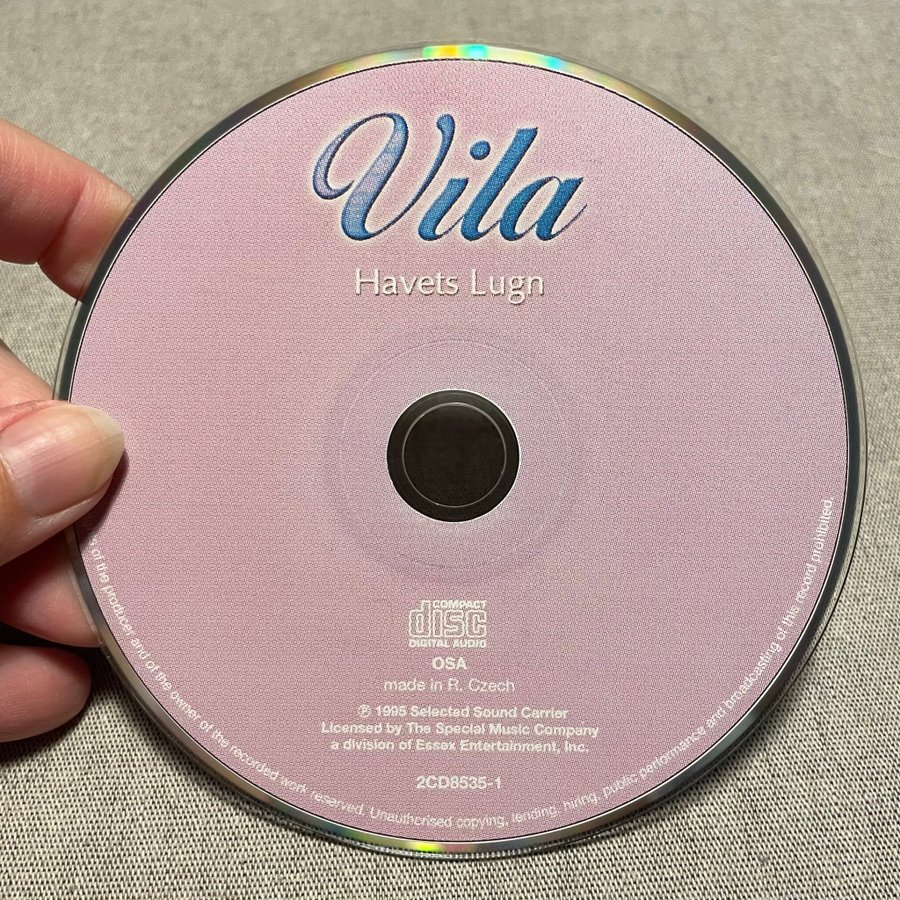 Vila
Havets Lugn
COMPACT
disc
DIGITAL AUDIO
OSA
made in R. Czech
℗ 1995 Selected Sound Carrier
Licensed by The Special Music Company
a division of Essex Entertainment, Inc.
2CD8535-1
of the producer and of the owner of the recorded work reserved. Unauthorised copying, lending, hiring, public performance and broadcasting of this record prohibited.